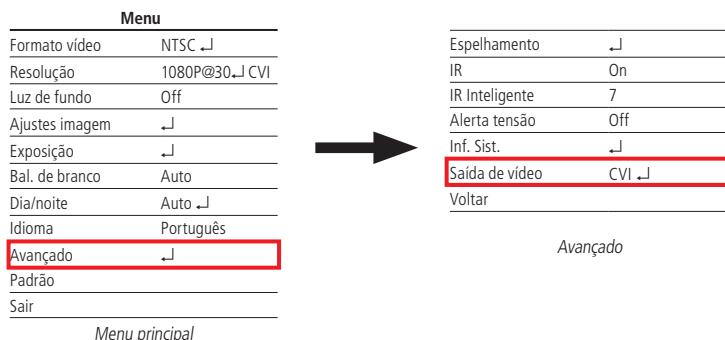 Menu
Formato vídeo NTSC ↵
Resolução 1080P@30↵ CVI
Luz de fundo Off
Ajustes imagem ↵
Exposição ↵
Bal. de branco Auto
Dia/noite Auto ↵
Idioma Português
Avançado ↵
Padrão
Sair
Menu principal
Espelhamento ↵
IR On
IR Inteligente 7
Alerta tensão Off
Inf. Sist. ↵
Saída de vídeo CVI ↵
Voltar
Avançado